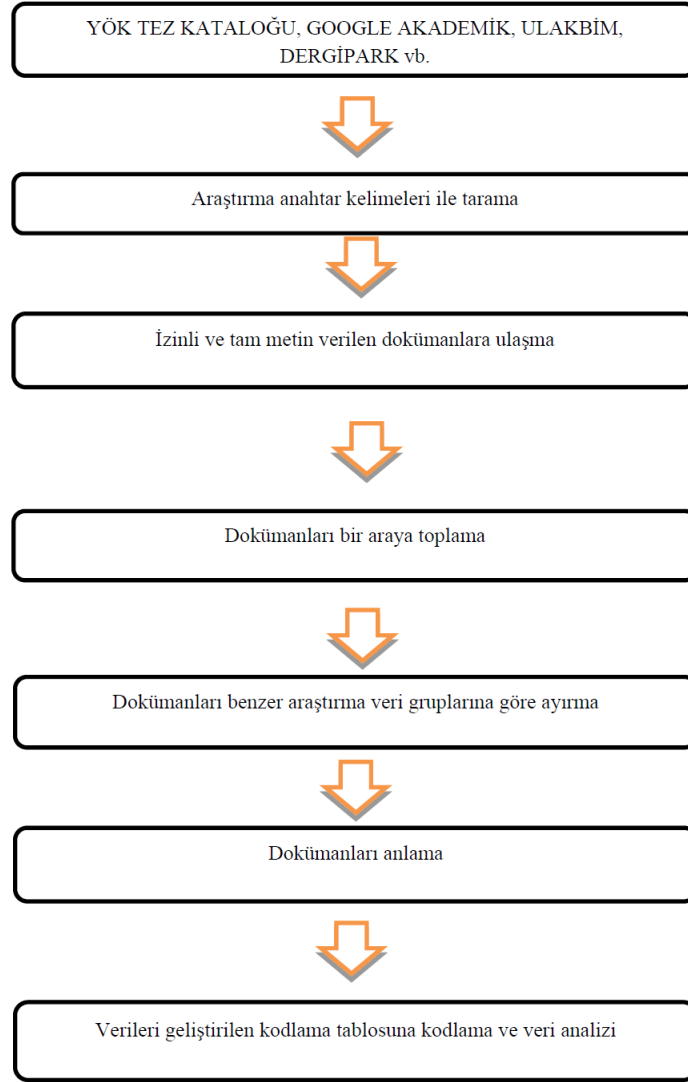 YÖK TEZ KATALOĞU, GOOGLE AKADEMİK, ULAKBİM,
DERGİPARK vb.
Araştırma anahtar kelimeleri ile tarama
İzinli ve tam metin verilen dokümanlara ulaşma
Dokümanları bir araya toplama
Dokümanları benzer araştırma veri gruplarına göre ayırma
Dokümanları anlama
Verileri geliştirilen kodlama tablosuna kodlama ve veri analizi